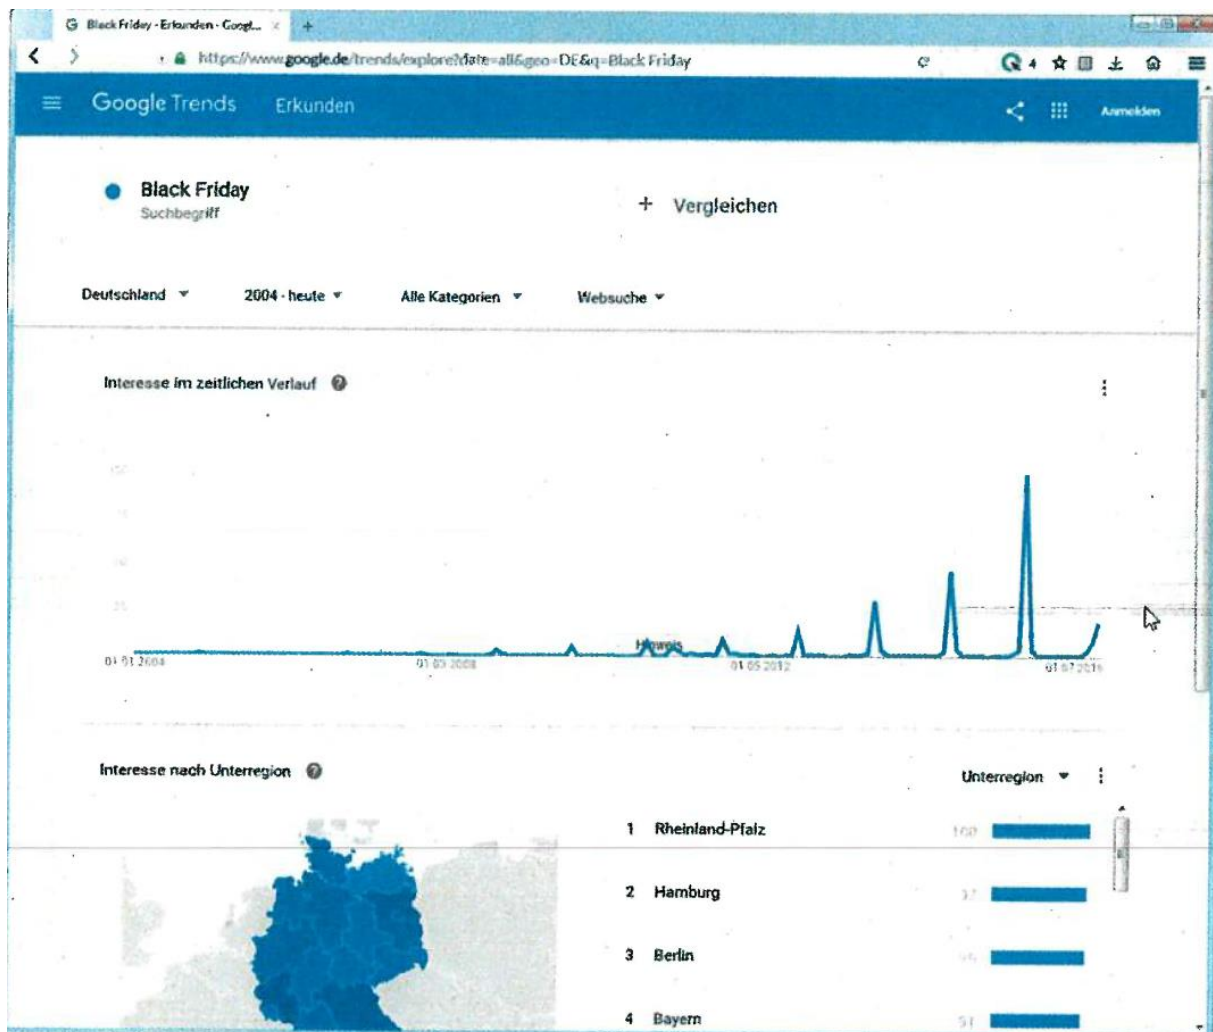 Black Friday - Erkunden - Googl...
https://www.google.de/trends/explore?date=all&geo=DE&q=Black Friday
4
Google Trends Erkunden
Anmelden
Black Friday
Suchbegriff
+ Vergleichen
Deutschland 2004 - heute Alle Kategorien Websuche
Interesse im zeitlichen Verlauf ?
Hinweis
01.01.2004 01.05.2012
Interesse nach Unterregion ?
Unterregion
1 Rheinland-Pfalz 100
2 Hamburg
3 Berlin
4 Bayern